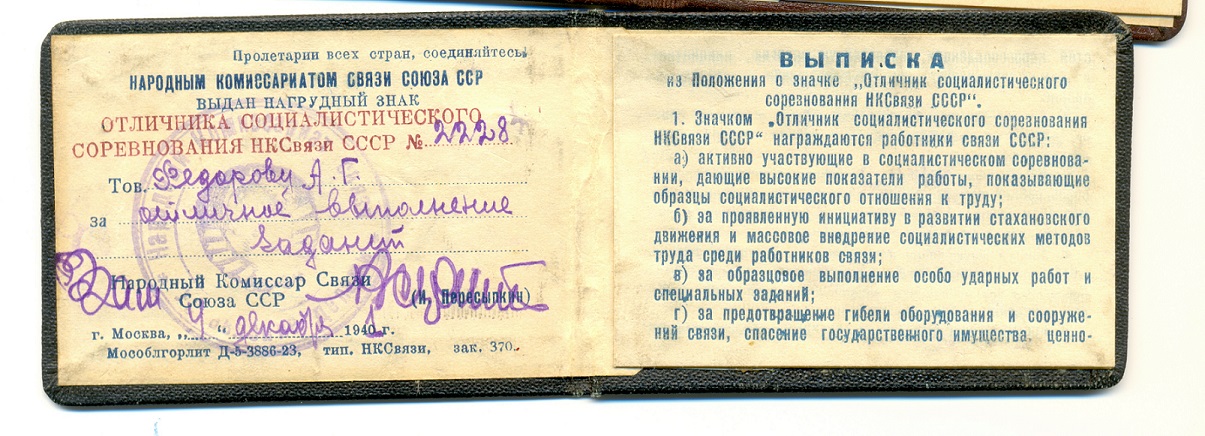 Пролетарии всех стран, соединяйтесь.
НАРОДНЫМ КОМИССАРИАТОМ СВЯЗИ СОЮЗА ССР
ВЫДАН НАГРУДНЫЙ ЗНАК
ОТЛИЧНИКА СОЦИАЛИСТИЧЕСКОГО
СОРЕВНОВАНИЯ НКСвязи СССР № 2228
Тов. Федорову А. Г.
за отличное выполнение
заданий
Народный Комиссар Связи
Союза ССР (И. Пересыпкин)
г. Москва, „4“ декабря 1940 г.
Мособлгорлит Д-5-3886-23, тип. НКСвязи, зак. 370.
ВЫПИСКА
из Положения о значке „Отличник социалистического
соревнования НКСвязи СССР“.
1. Значком „Отличник социалистического соревнования
НКСвязи СССР“ награждаются работники связи СССР:
а) активно участвующие в социалистическом соревнова-
нии, дающие высокие показатели работы, показывающие
образцы социалистического отношения к труду;
б) за проявленную инициативу в развитии стахановского
движения и массовое внедрение социалистических методов
труда среди работников связи;
в) за образцовое выполнение особо ударных работ и
специальных заданий;
г) за предотвращение гибели оборудования и сооруже-
ний связи, спасение государственного имущества, ценно-